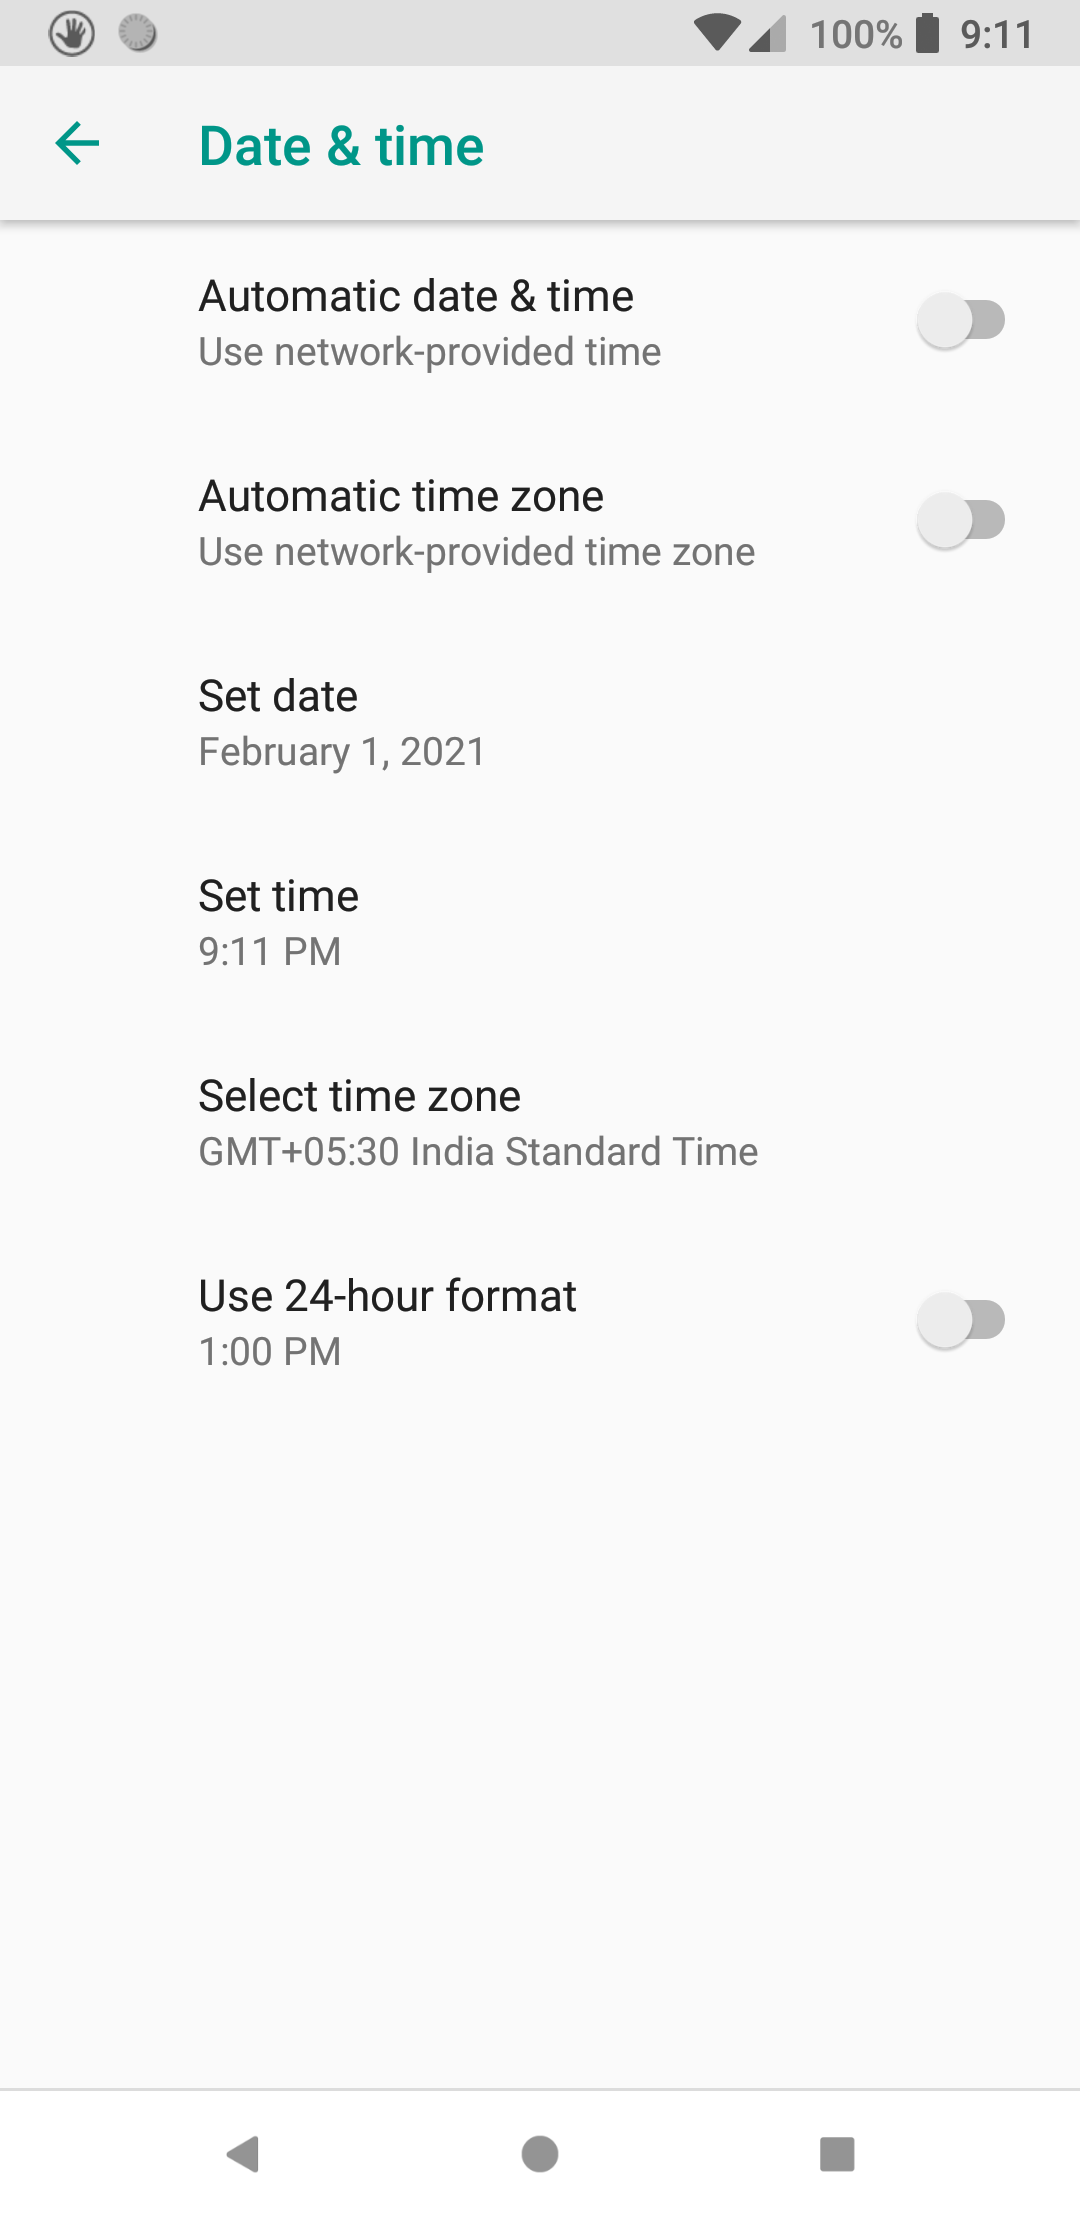 100% 9:11
Date & time
Automatic date & time
Use network-provided time
Automatic time zone
Use network-provided time zone
Set date
February 1, 2021
Set time
9:11 PM
Select time zone
GMT+05:30 India Standard Time
Use 24-hour format
1:00 PM